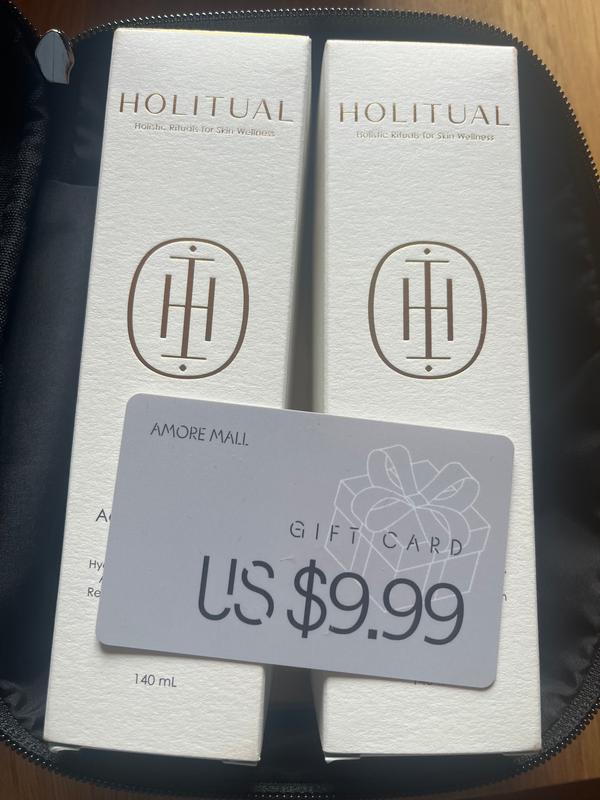 HOLITUAL
Holistic Rituals for Skin Wellness
HOLITUAL
Holistic Rituals for Skin Wellness
AMORE MALL
GIFT CARD
US $9.99
140 mL